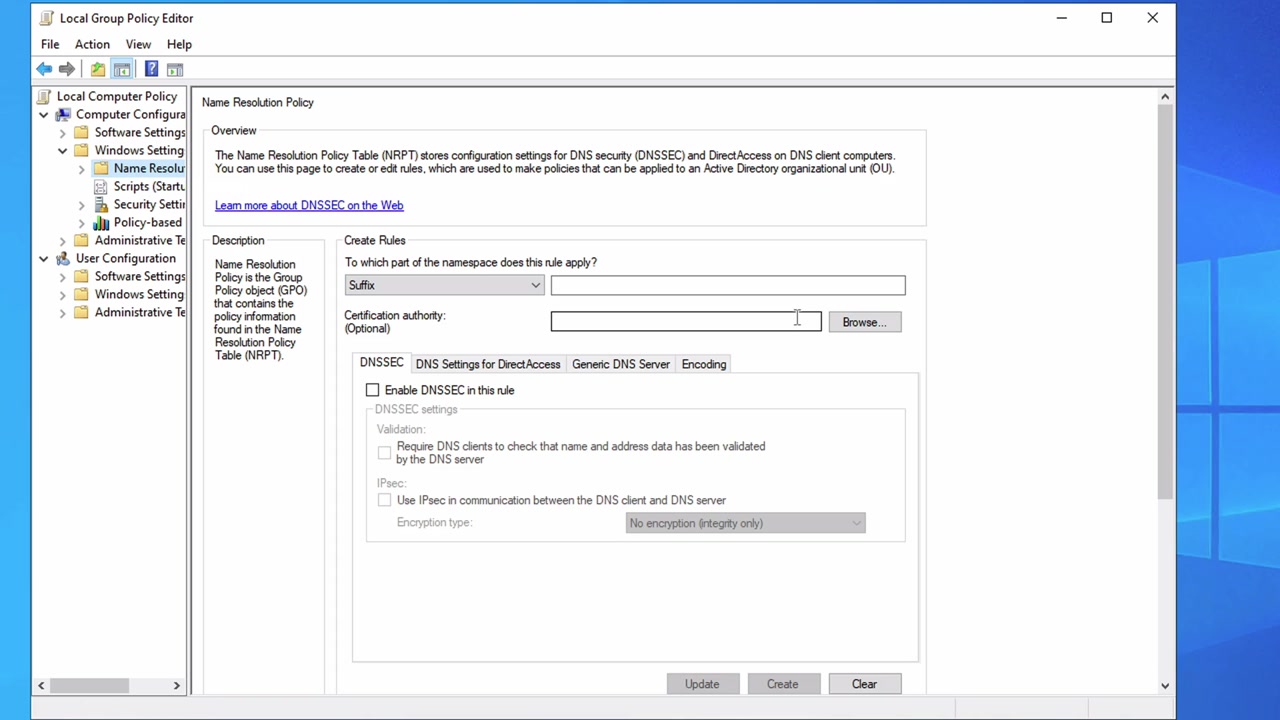 Local Group Policy Editor
File Action View Help
Local Computer Policy
Computer Configura
Software Settings
Windows Setting
Name Resolu
Scripts (Startu
Security Settin
Policy-based
Administrative Te
User Configuration
Software Settings
Windows Setting
Administrative Te
Name Resolution Policy
Overview
The Name Resolution Policy Table (NRPT) stores configuration settings for DNS security (DNSSEC) and DirectAccess on DNS client computers.
You can use this page to create or edit rules, which are used to make policies that can be applied to an Active Directory organizational unit (OU).
Learn more about DNSSEC on the Web
Description
Name Resolution
Policy is the Group
Policy object (GPO)
that contains the
policy information
found in the Name
Resolution Policy
Table (NRPT).
Create Rules
To which part of the namespace does this rule apply?
Suffix
Certification authority:
(Optional)
Browse...
DNSSEC DNS Settings for DirectAccess Generic DNS Server Encoding
Enable DNSSEC in this rule
DNSSEC settings
Validation:
Require DNS clients to check that name and address data has been validated
by the DNS server
IPsec:
Use IPsec in communication between the DNS client and DNS server
Encryption type: No encryption (integrity only)
Update Create Clear